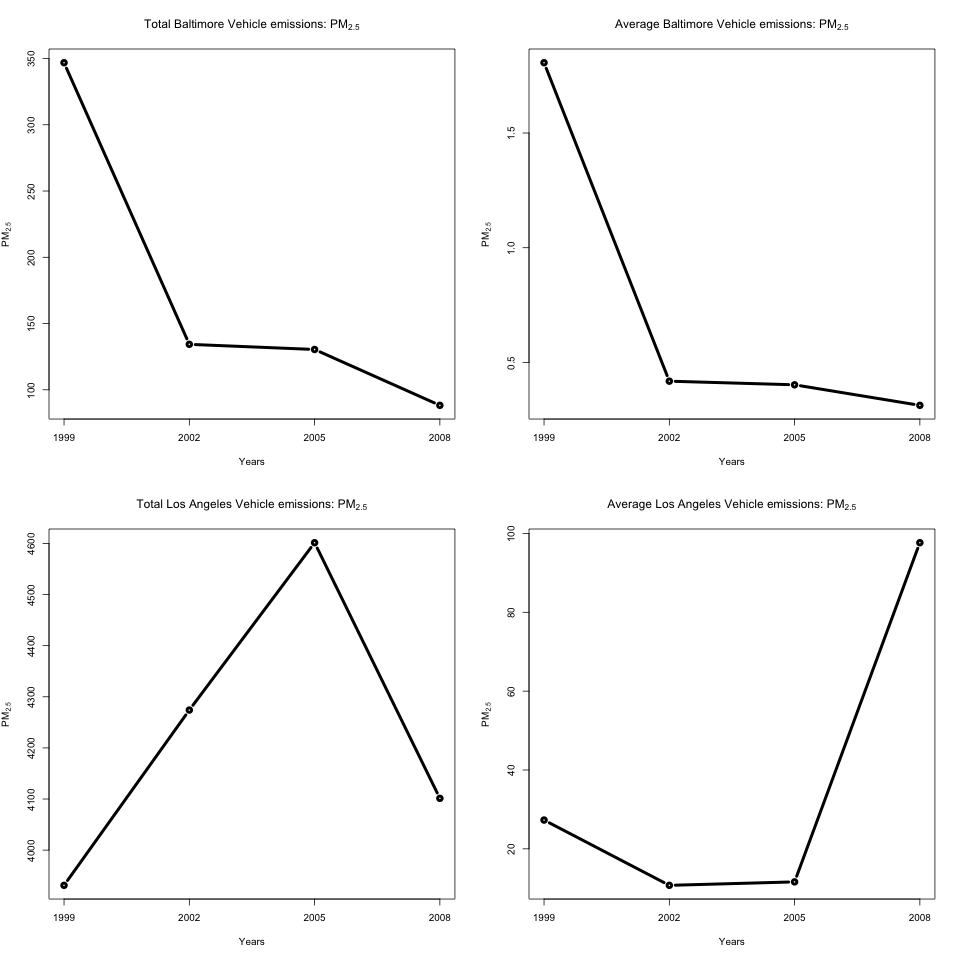 Total Baltimore Vehicle emissions: PM₂.₅
PM₂.₅
350
300
250
200
150
100
1999 2002 2005 2008
Years
Average Baltimore Vehicle emissions: PM₂.₅
PM₂.₅
1.5
1.0
0.5
1999 2002 2005 2008
Years
Total Los Angeles Vehicle emissions: PM₂.₅
PM₂.₅
4600
4500
4400
4300
4200
4100
4000
1999 2002 2005 2008
Years
Average Los Angeles Vehicle emissions: PM₂.₅
PM₂.₅
100
80
60
40
20
1999 2002 2005 2008
Years